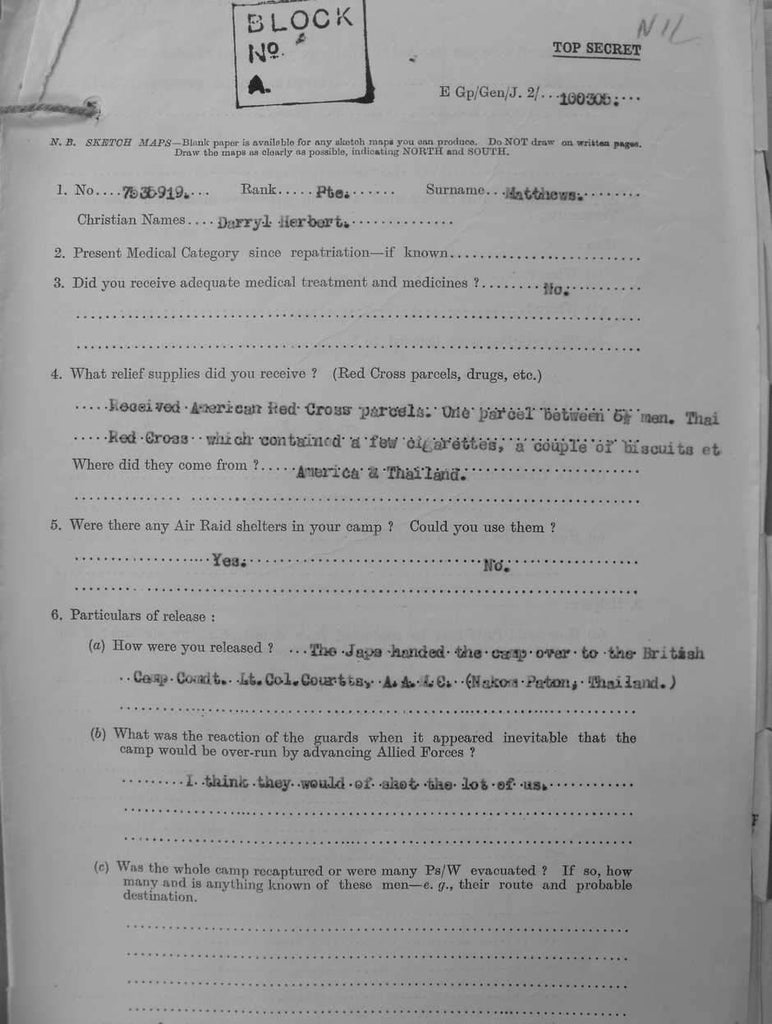 BLOCK
Nº.
A.
NIL
TOP SECRET
E Gp/Gen/J. 2/...
N. B. SKETCH MAPS—Blank paper is available for any sketch maps you can produce. Do NOT draw on written pages.
Draw the maps as clearly as possible, indicating NORTH and SOUTH.
1. No.... Rank.....Pte....... Surname...Matthews.........
Christian Names....Darryl Herbert...............
2. Present Medical Category since repatriation—if known.........................
3. Did you receive adequate medical treatment and medicines ?........No...........
4. What relief supplies did you receive ? (Red Cross parcels, drugs, etc.)
.....Received American Red Cross parcels. One parcel between men. Thai
.....Red Cross which contained a few cigarettes, a couple of biscuits et
Where did they come from ?.....America & Thailand.
5. Were there any Air Raid shelters in your camp ? Could you use them ?
...................Yes..................................No...................
6. Particulars of release :
(a) How were you released ? ...The Japs handed the camp over to the British
..Camp Comdt. Lt.Col.Courtts, A.A.I.C. (Nakom Paton, Thailand.)
(b) What was the reaction of the guards when it appeared inevitable that the
camp would be over-run by advancing Allied Forces ?
.........I think they would of shot the lot of us.............
(c) Was the whole camp recaptured or were many Ps/W evacuated ? If so, how
many and is anything known of these men—e. g., their route and probable
destination.